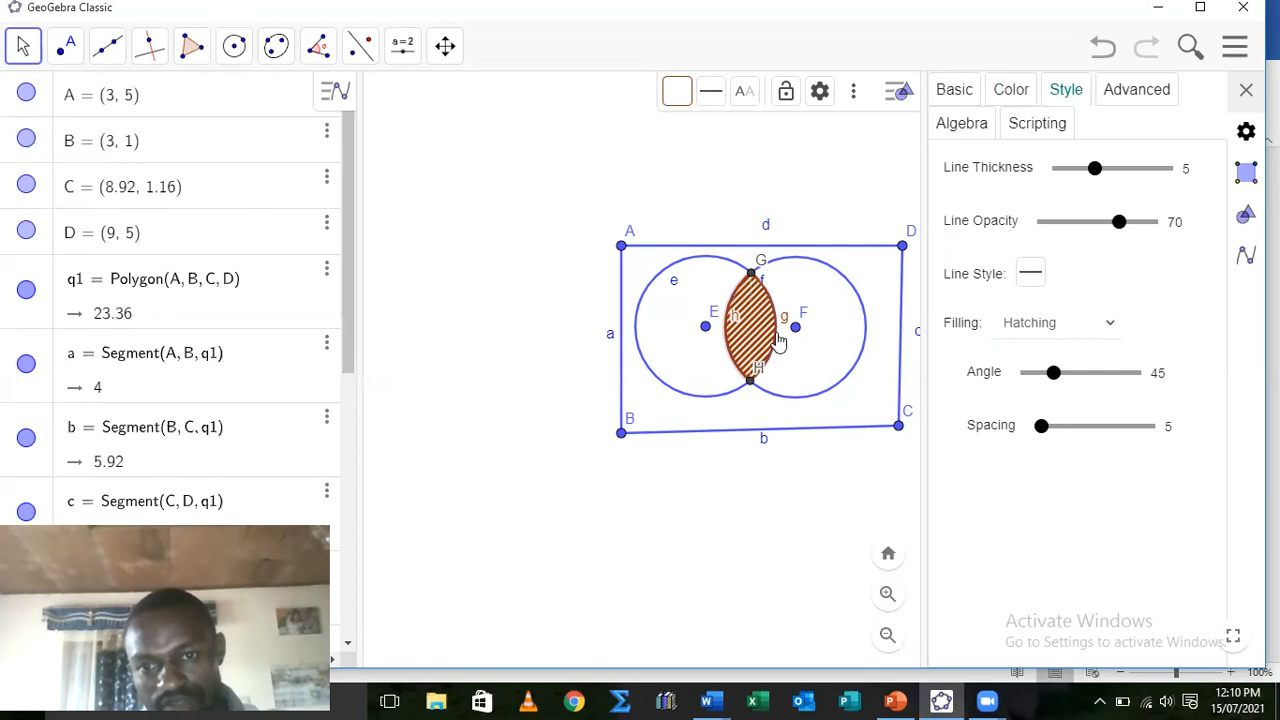 GeoGebra Classic
A
a=2
A = (3, 5)
B = (3, 1)
C = (8.92, 1.16)
D = (9, 5)
q1 = Polygon(A, B, C, D)
→ 23.36
a = Segment(A, B, q1)
→ 4
b = Segment(B, C, q1)
→ 5.92
c = Segment(C, D, q1)
AA
A
d
D
G
e
f
E
h
g
F
a
c
H
B
b
C
Basic
Color
Style
Advanced
Algebra
Scripting
Line Thickness
5
Line Opacity
70
Line Style:
Filling:
Hatching
Angle
45
Spacing
5
Activate Windows
Go to Settings to activate Windows.
100%
12:10 PM
15/07/2021